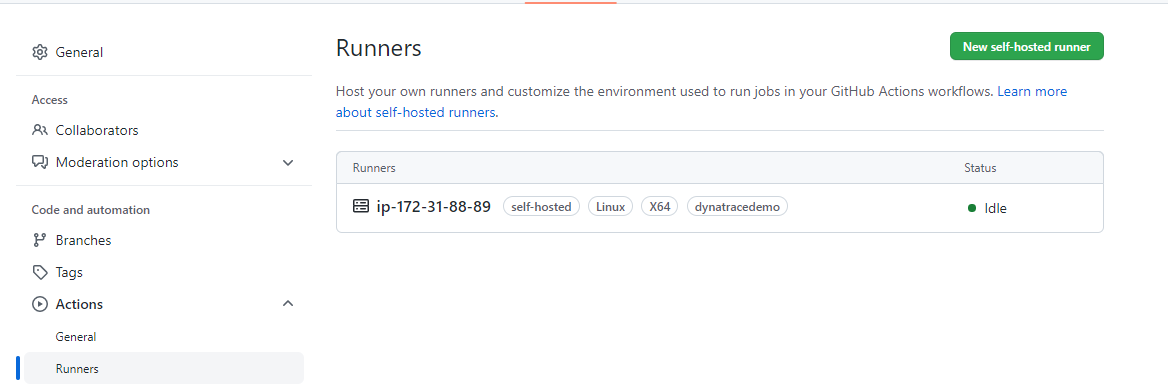 General
Access
Collaborators
Moderation options
Code and automation
Branches
Tags
Actions
General
Runners
Runners
New self-hosted runner
Host your own runners and customize the environment used to run jobs in your GitHub Actions workflows. Learn more
about self-hosted runners.
Runners Status
ip-172-31-88-89 self-hosted Linux X64 dynatracedemo Idle